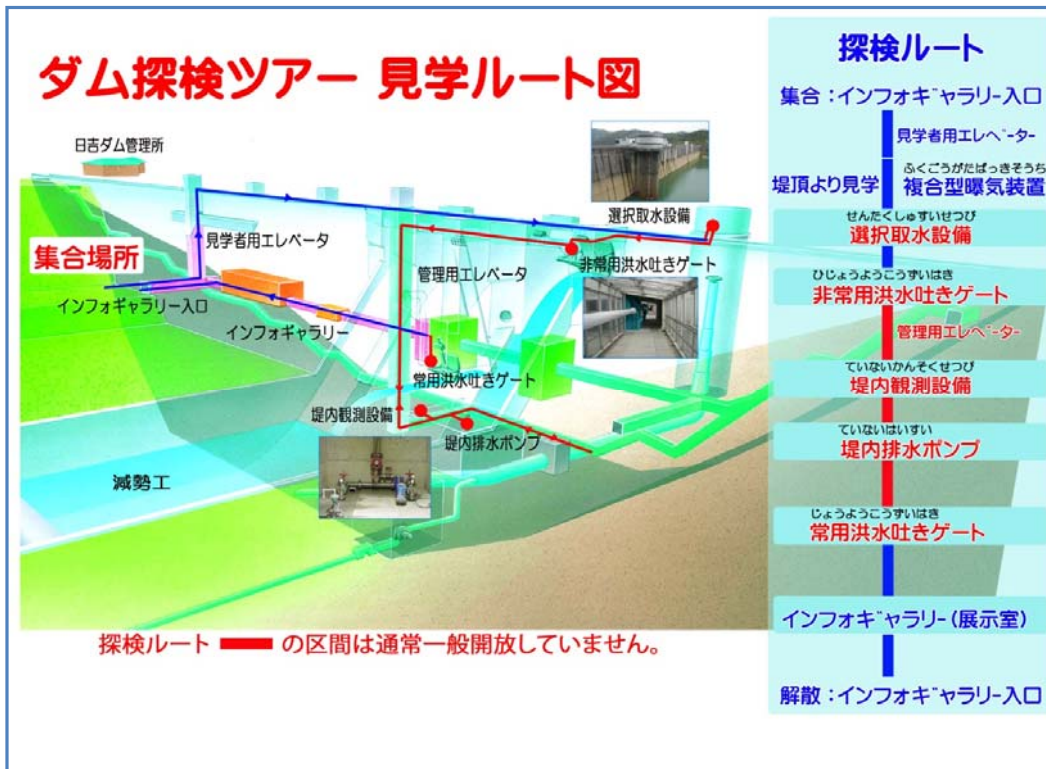 ダム探検ツアー 見学ルート図
日吉ダム管理所
集合場所
見学者用エレベータ
インフォギャラリー入口
インフォギャラリー
管理用エレベータ
選択取水設備
非常用洪水吐きゲート
常用洪水吐きゲート
堤内観測設備
堤内排水ポンプ
減勢工
探検ルート の区間は通常一般開放していません。
探検ルート
集合：インフォギャラリー入口
見学者用エレベーター
ふくごうがたばっきそうち
堤頂より見学 複合型曝気装置
せんたくしゅすいせつび
選択取水設備
ひじょうようこうずいはき
非常用洪水吐きゲート
管理用エレベーター
ていないかんそくせつび
堤内観測設備
ていないはいすい
堤内排水ポンプ
じょうようこうずいはき
常用洪水吐きゲート
インフォギャラリー（展示室）
解散：インフォギャラリー入口